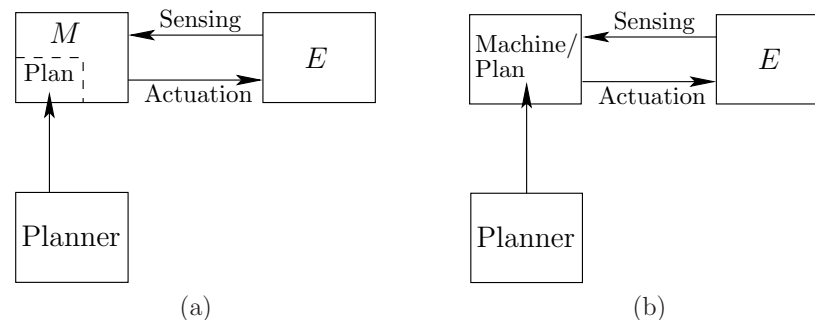 Sensing
M
Plan
E
Actuation
Planner
(a)
Sensing
Machine/
Plan
E
Actuation
Planner
(b)